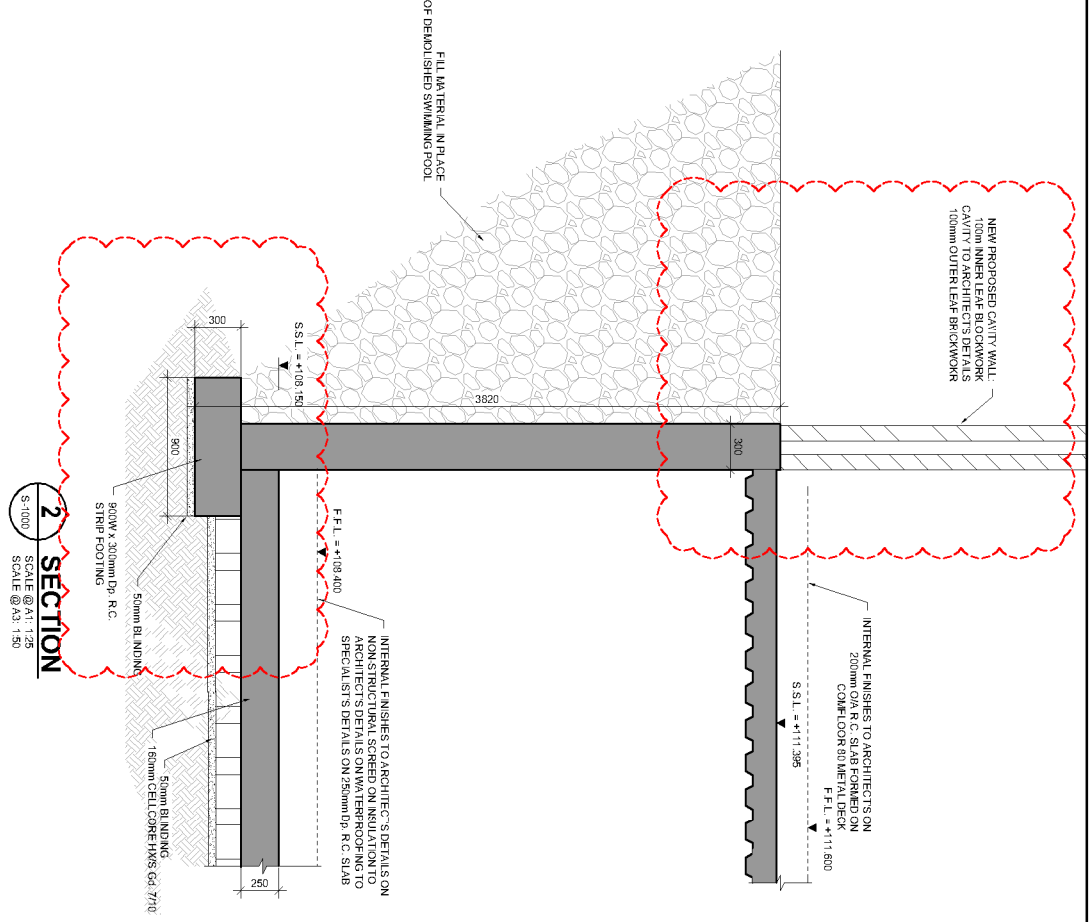 NEW PROPOSED CAVITY WALL:
100m INNER LEAF BLOCKWORK
CAVITY TO ARCHITECT'S DETAILS
100mm OUTER LEAF BRICKWOKR
FILL MATERIAL IN PLACE
OF DEMOLISHED SWIMMING POOL
INTERNAL FINISHES TO ARCHITECT'S ON
200mm O/A R.C. SLAB FORMED ON
COMFLOOR 80 METAL DECK
F.F.L. = +111.600
S.S.L. = +111.395
300
3820
S.S.L. = +108.150
F.F.L. = +108.400
INTERNAL FINISHES TO ARCHITECT'S DETAILS ON
NON-STRUCTURAL SCREED ON INSULATION TO
ARCHITECT'S DETAILS ON WATERPROOFING TO
SPECIALIST'S DETAILS ON 250mm Dp. R.C. SLAB
300
900
250
900W x 300mm Dp. R.C.
STRIP FOOTING
50mm BLINDING
50mm BLINDING
160mm CELLCORE HX/S Gd. 7/10
2 SECTION
S-1000
SCALE @ A1: 1:25
SCALE @ A3: 1:50